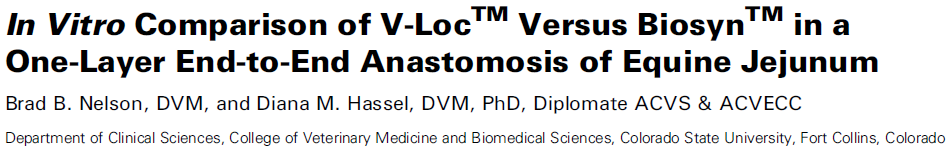 In Vitro Comparison of V-Loc™ Versus Biosyn™ in a
One-Layer End-to-End Anastomosis of Equine Jejunum
Brad B. Nelson, DVM, and Diana M. Hassel, DVM, PhD, Diplomate ACVS & ACVECC
Department of Clinical Sciences, College of Veterinary Medicine and Biomedical Sciences, Colorado State University, Fort Collins, Colorado